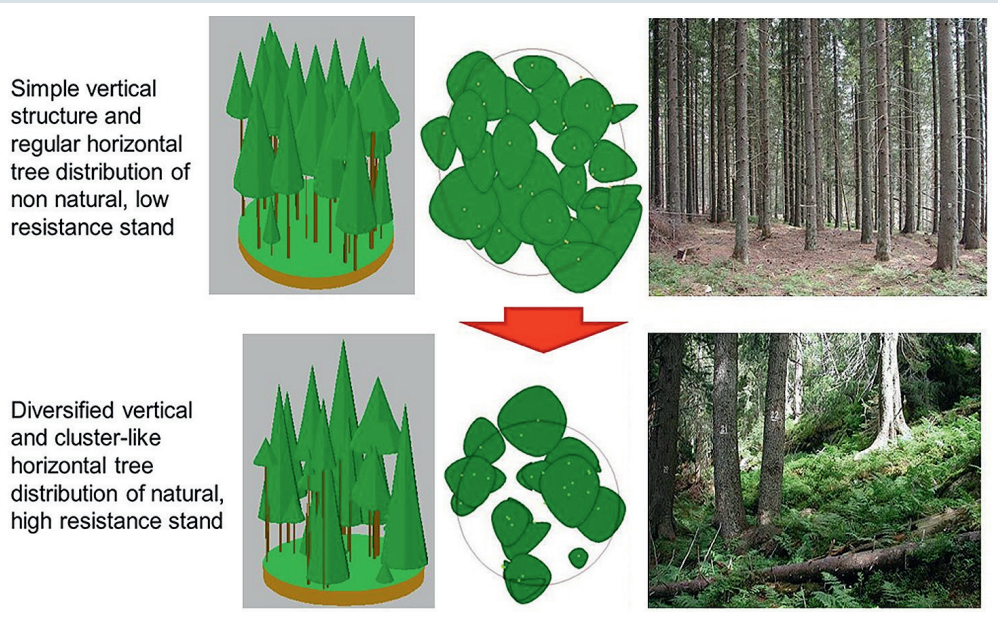 Simple vertical
structure and
regular horizontal
tree distribution of
non natural, low
resistance stand
Diversified vertical
and cluster-like
horizontal tree
distribution of natural,
high resistance stand